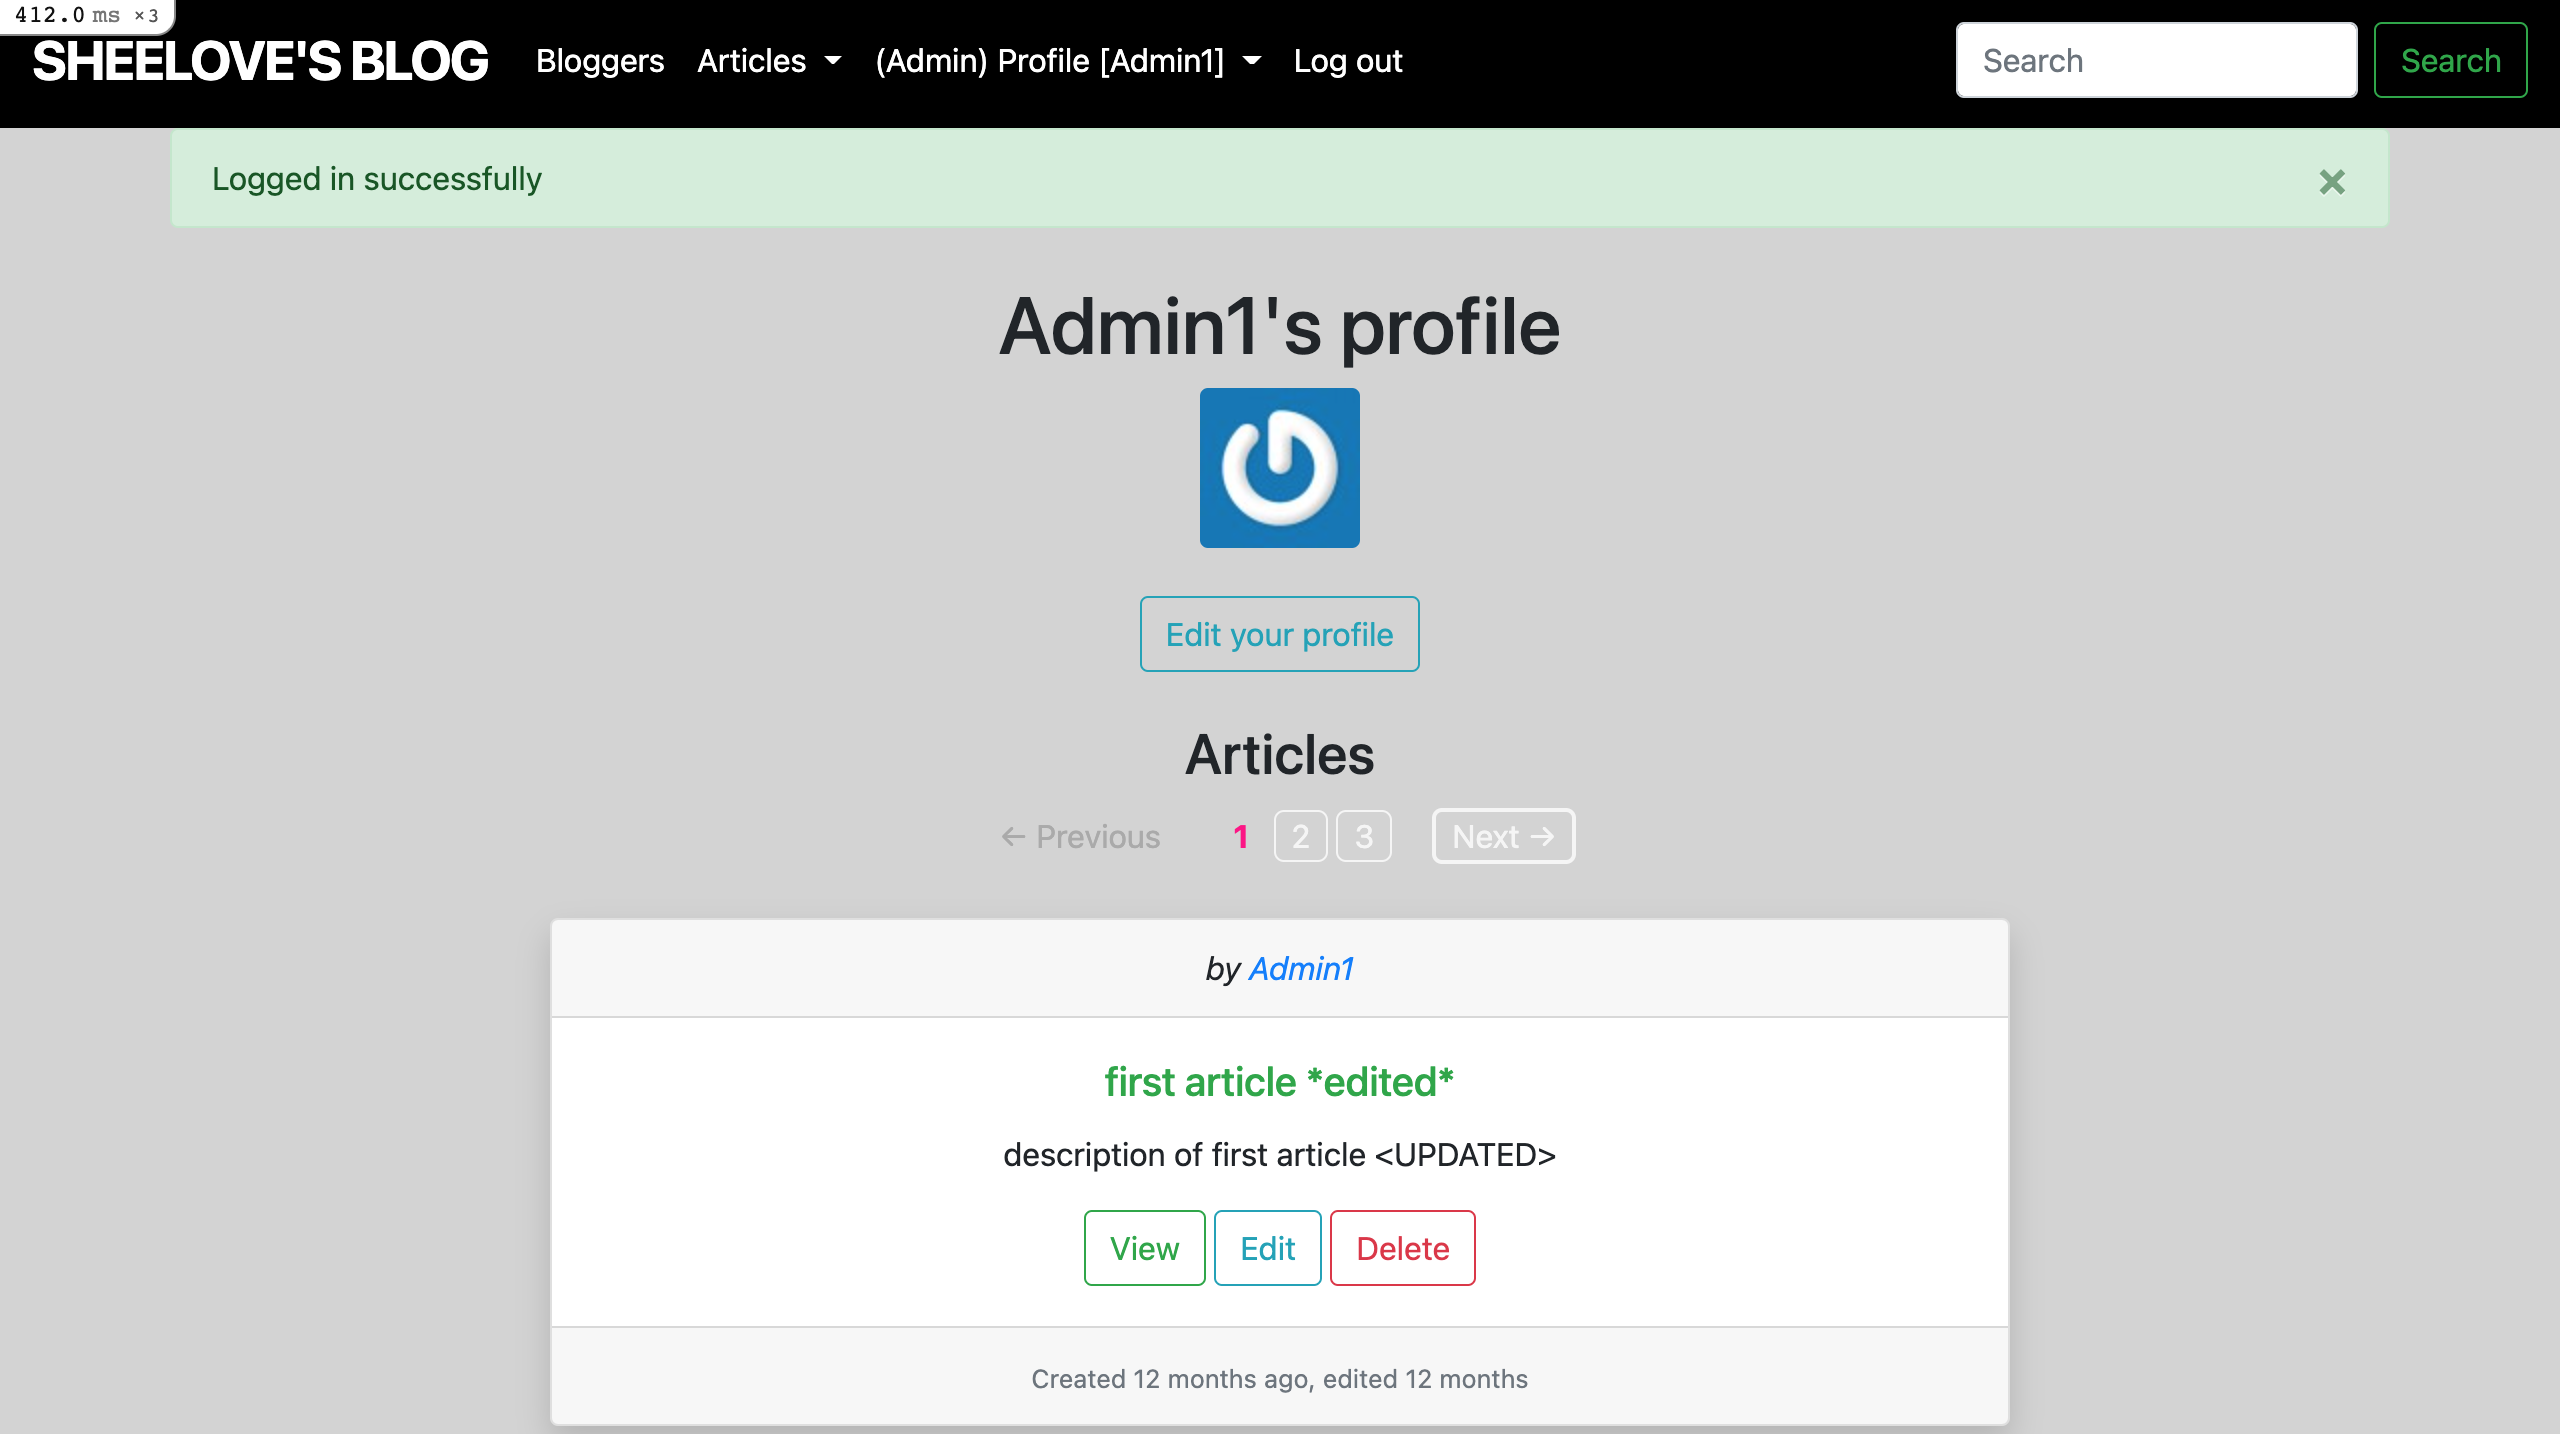 412.0 ms ×3
SHEELOVE'S BLOG Bloggers Articles (Admin) Profile [Admin1] Log out Search Search
Logged in successfully ×
Admin1's profile
Edit your profile
Articles
← Previous 1 2 3 Next →
by Admin1
first article *edited*
description of first article <UPDATED>
View Edit Delete
Created 12 months ago, edited 12 months